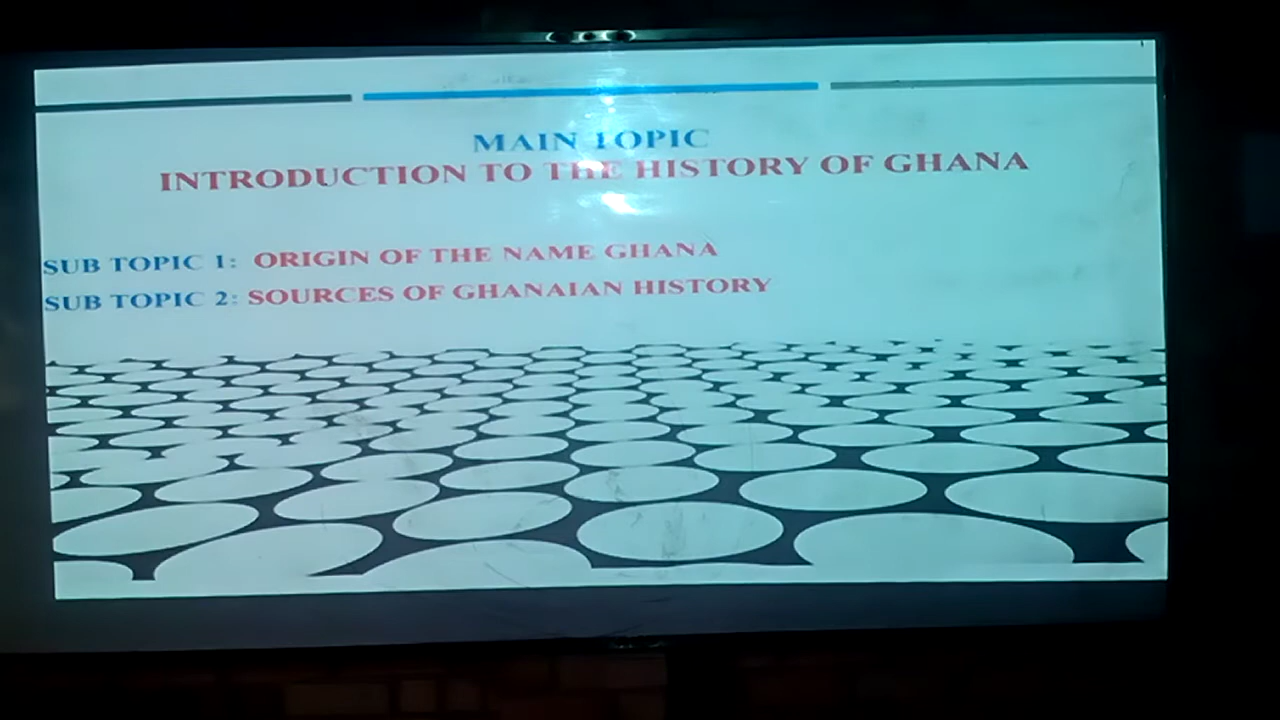 MAIN TOPIC
INTRODUCTION TO THE HISTORY OF GHANA
SUB TOPIC 1: ORIGIN OF THE NAME GHANA
SUB TOPIC 2: SOURCES OF GHANAIAN HISTORY